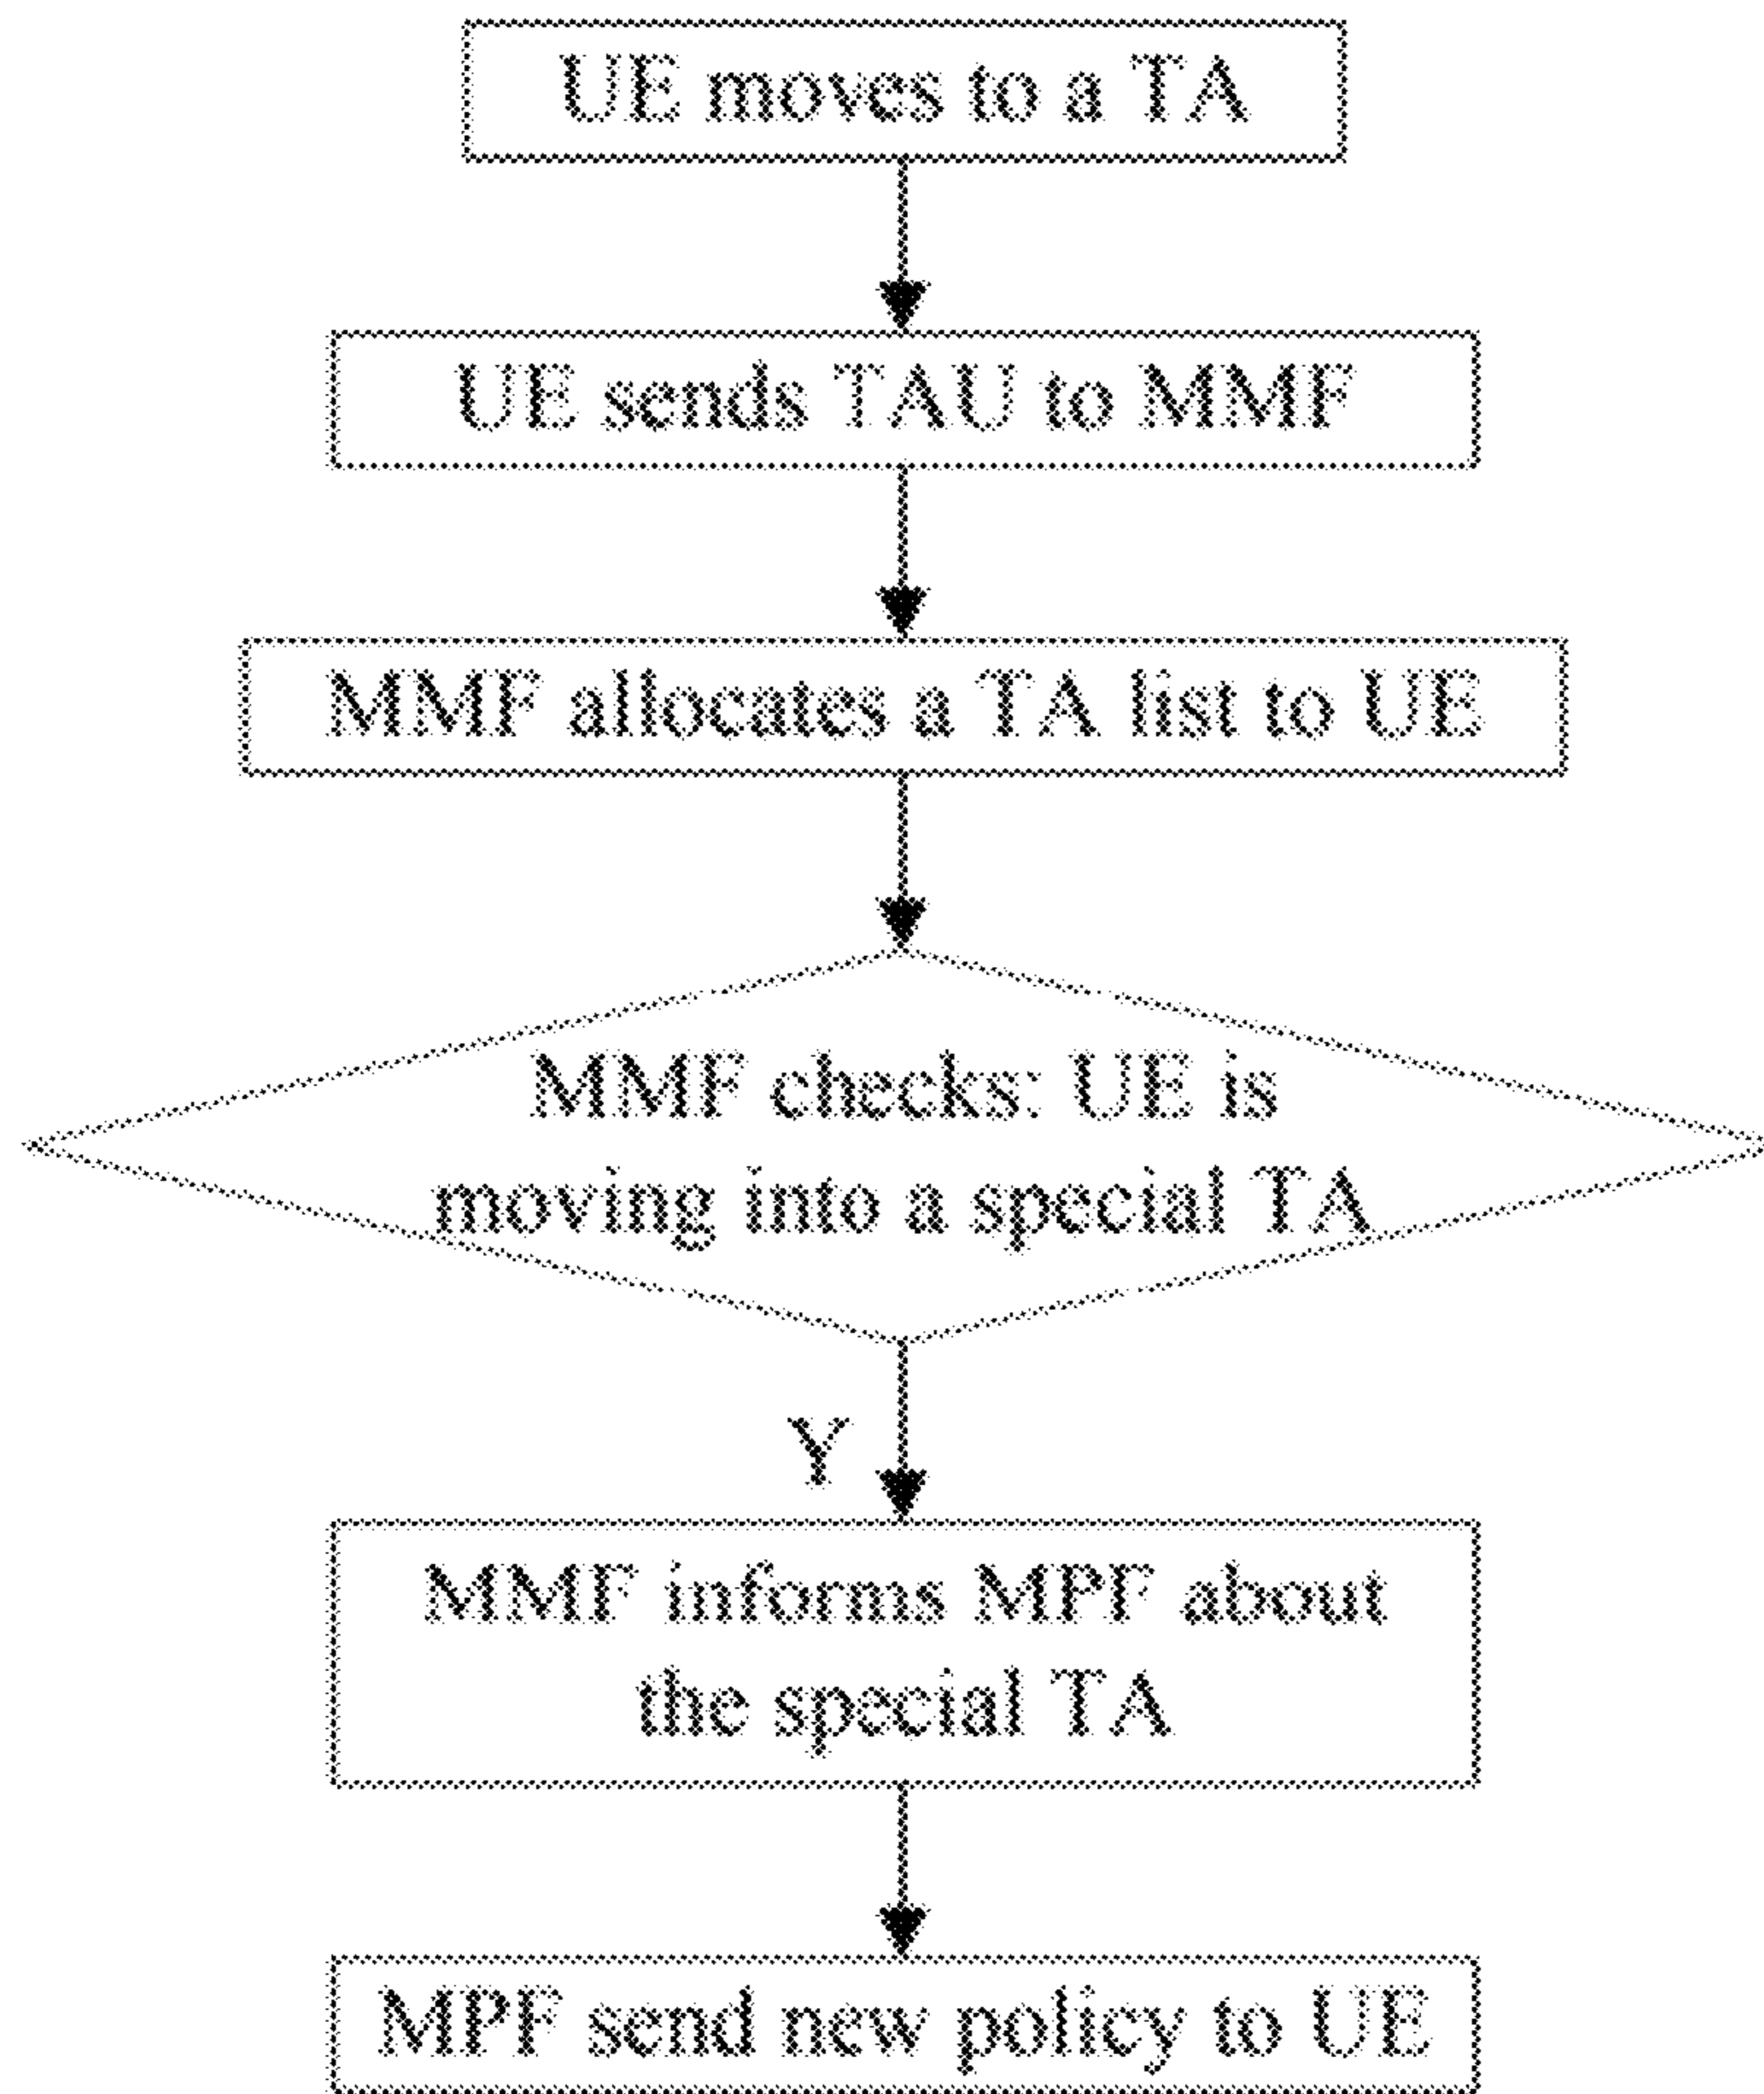 UE moves to a TA
UE sends TAU to MMF
MMF allocates a TA list to UE
MMF checks: UE is
moving into a special TA
Y
MMF informs MPF about
the special TA
MPF send new policy to UE